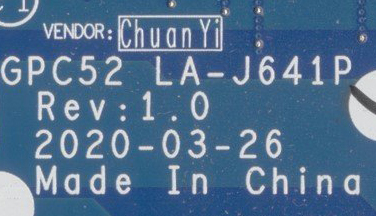 VENDOR: ChuanYi
GPC52 LA-J641P
Rev:1.0
2020-03-26
Made In China